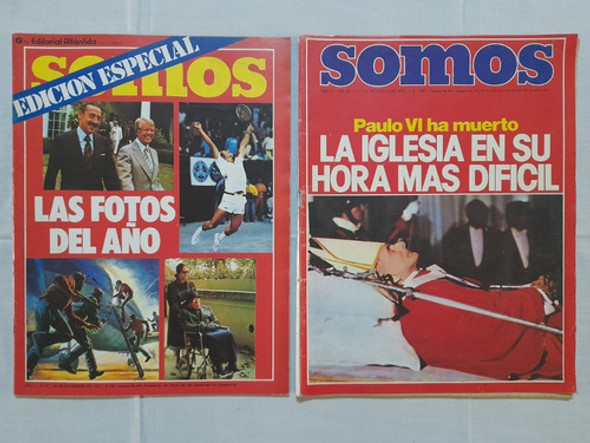 Editorial Atlántida
somos
EDICION ESPECIAL
LAS FOTOS
DEL AÑO
somos
Paulo VI ha muerto
LA IGLESIA EN SU
HORA MAS DIFICIL